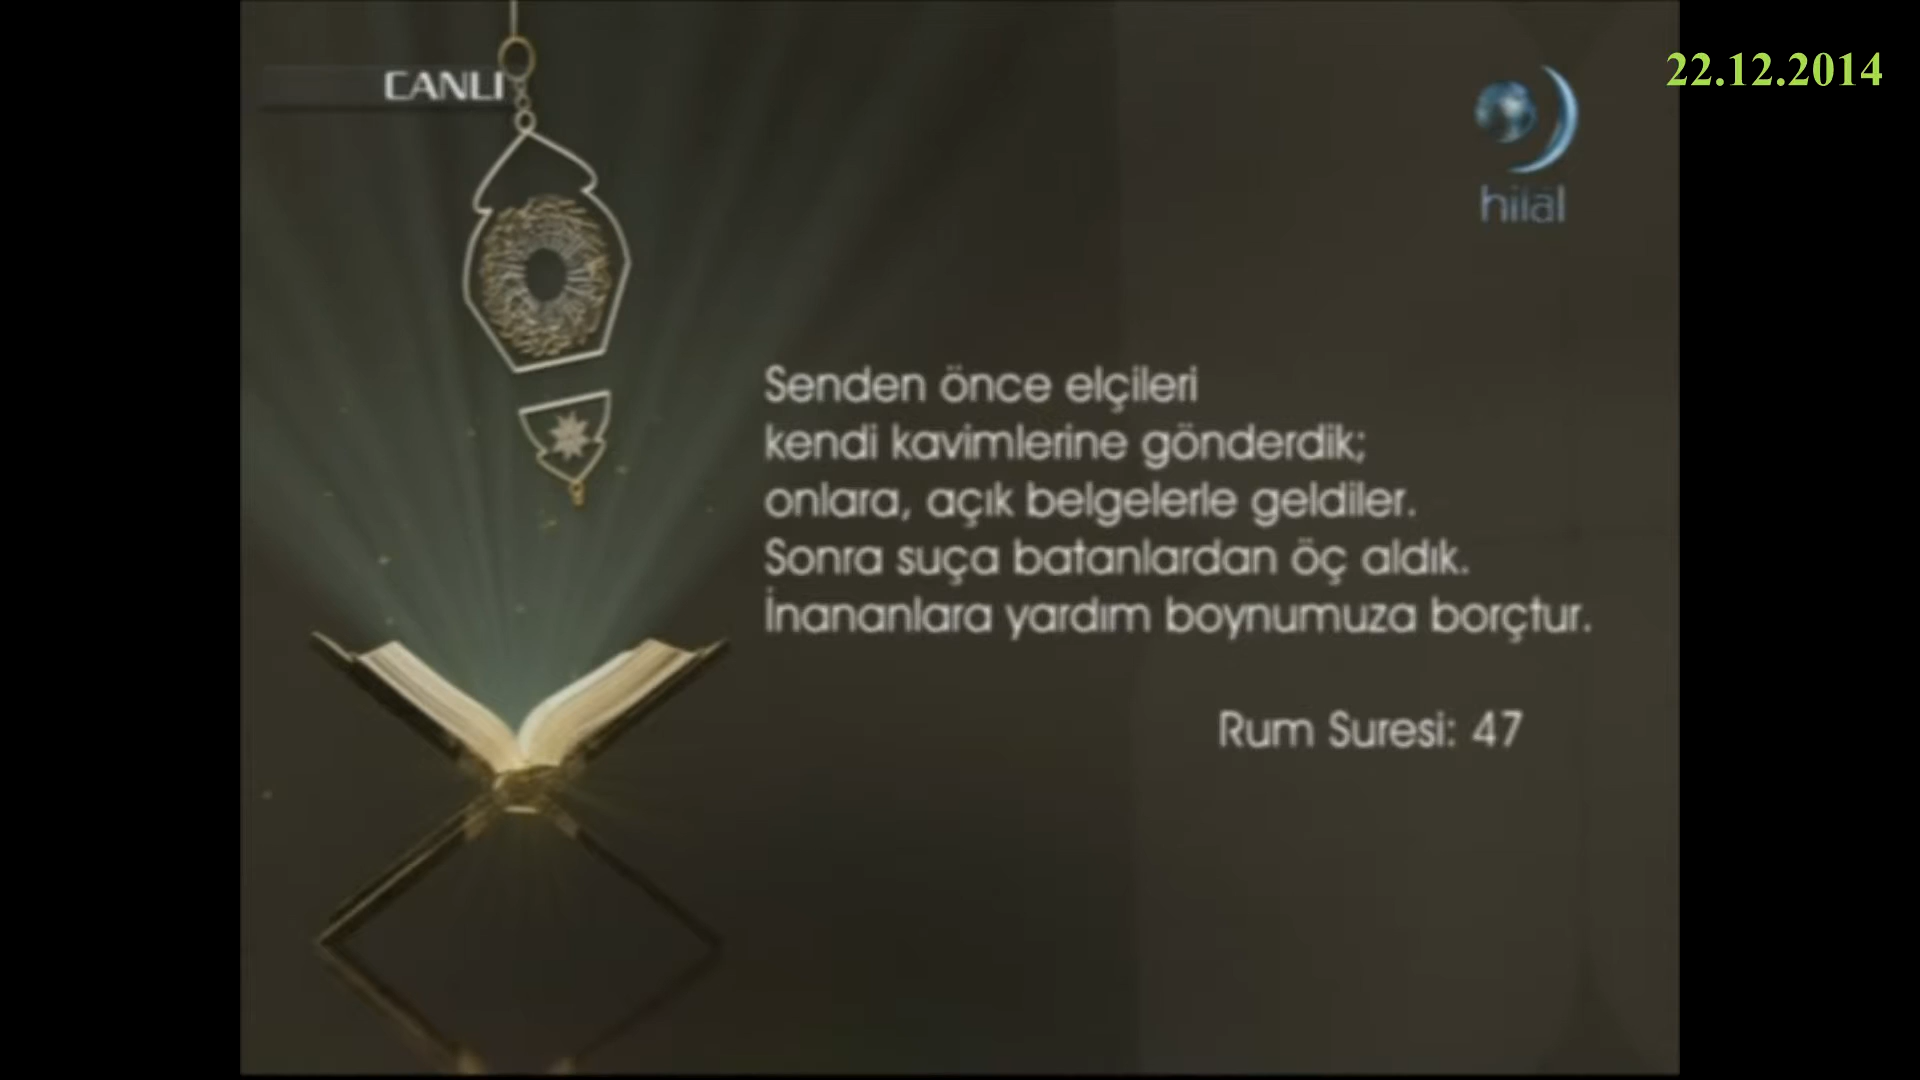 CANLI
22.12.2014
hilal
Senden önce elçileri
kendi kavimlerine gönderdik;
onlara, açık belgelerle geldiler.
Sonra suça batanlardan öç aldık.
İnananlara yardım boynumuza borçtur.
Rum Suresi: 47